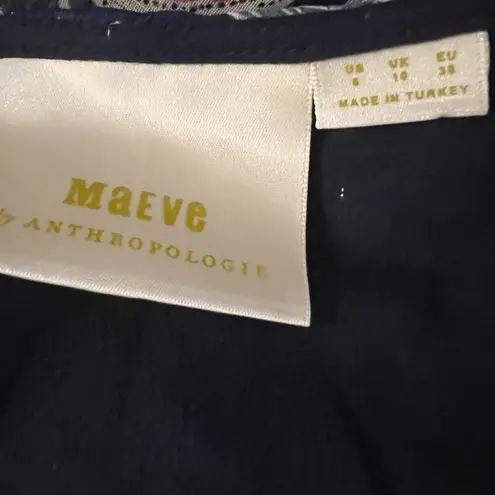 MaEVe
by ANTHROPOLOGIE
US UK EU
6 10 38
MADE IN TURKEY